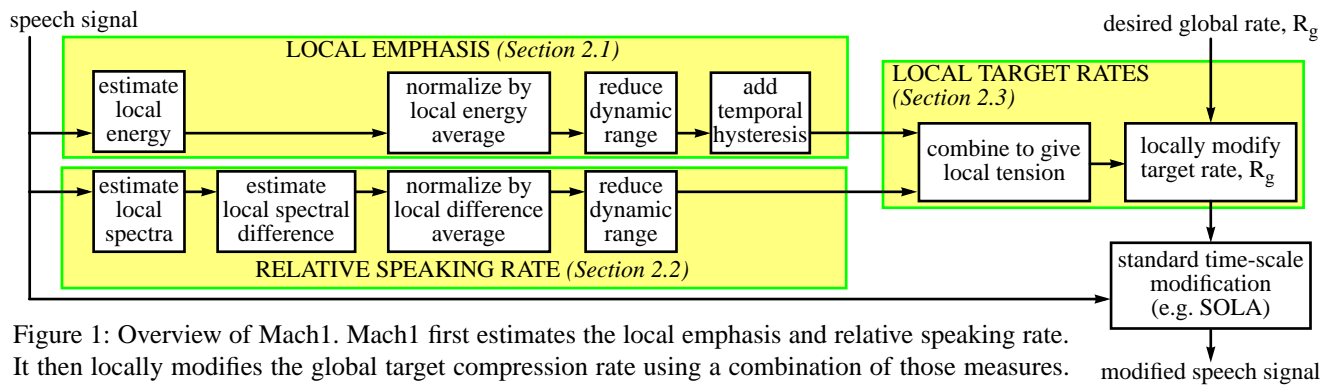 speech signal
desired global rate, Rg
LOCAL EMPHASIS (Section 2.1)
estimate
local
energy
normalize by
local energy
average
reduce
dynamic
range
add
temporal
hysteresis
LOCAL TARGET RATES
(Section 2.3)
combine to give
local tension
locally modify
target rate, Rg
estimate
local
spectra
estimate
local spectral
difference
normalize by
local difference
average
reduce
dynamic
range
RELATIVE SPEAKING RATE (Section 2.2)
standard time-scale
modification
(e.g. SOLA)
modified speech signal
Figure 1: Overview of Mach1. Mach1 first estimates the local emphasis and relative speaking rate.
It then locally modifies the global target compression rate using a combination of those measures.